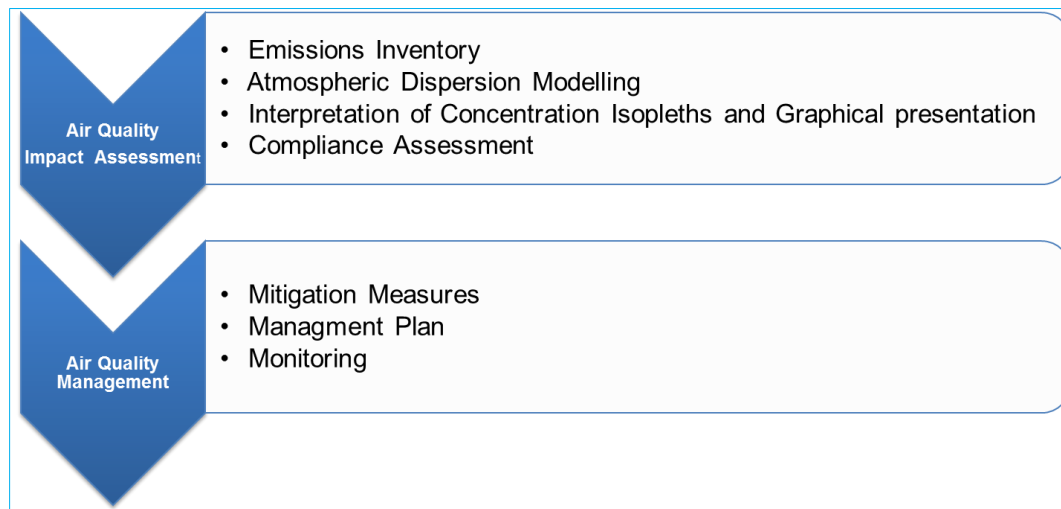 Air Quality
Impact Assessment
• Emissions Inventory
• Atmospheric Dispersion Modelling
• Interpretation of Concentration Isopleths and Graphical presentation
• Compliance Assessment
Air Quality
Management
• Mitigation Measures
• Managment Plan
• Monitoring